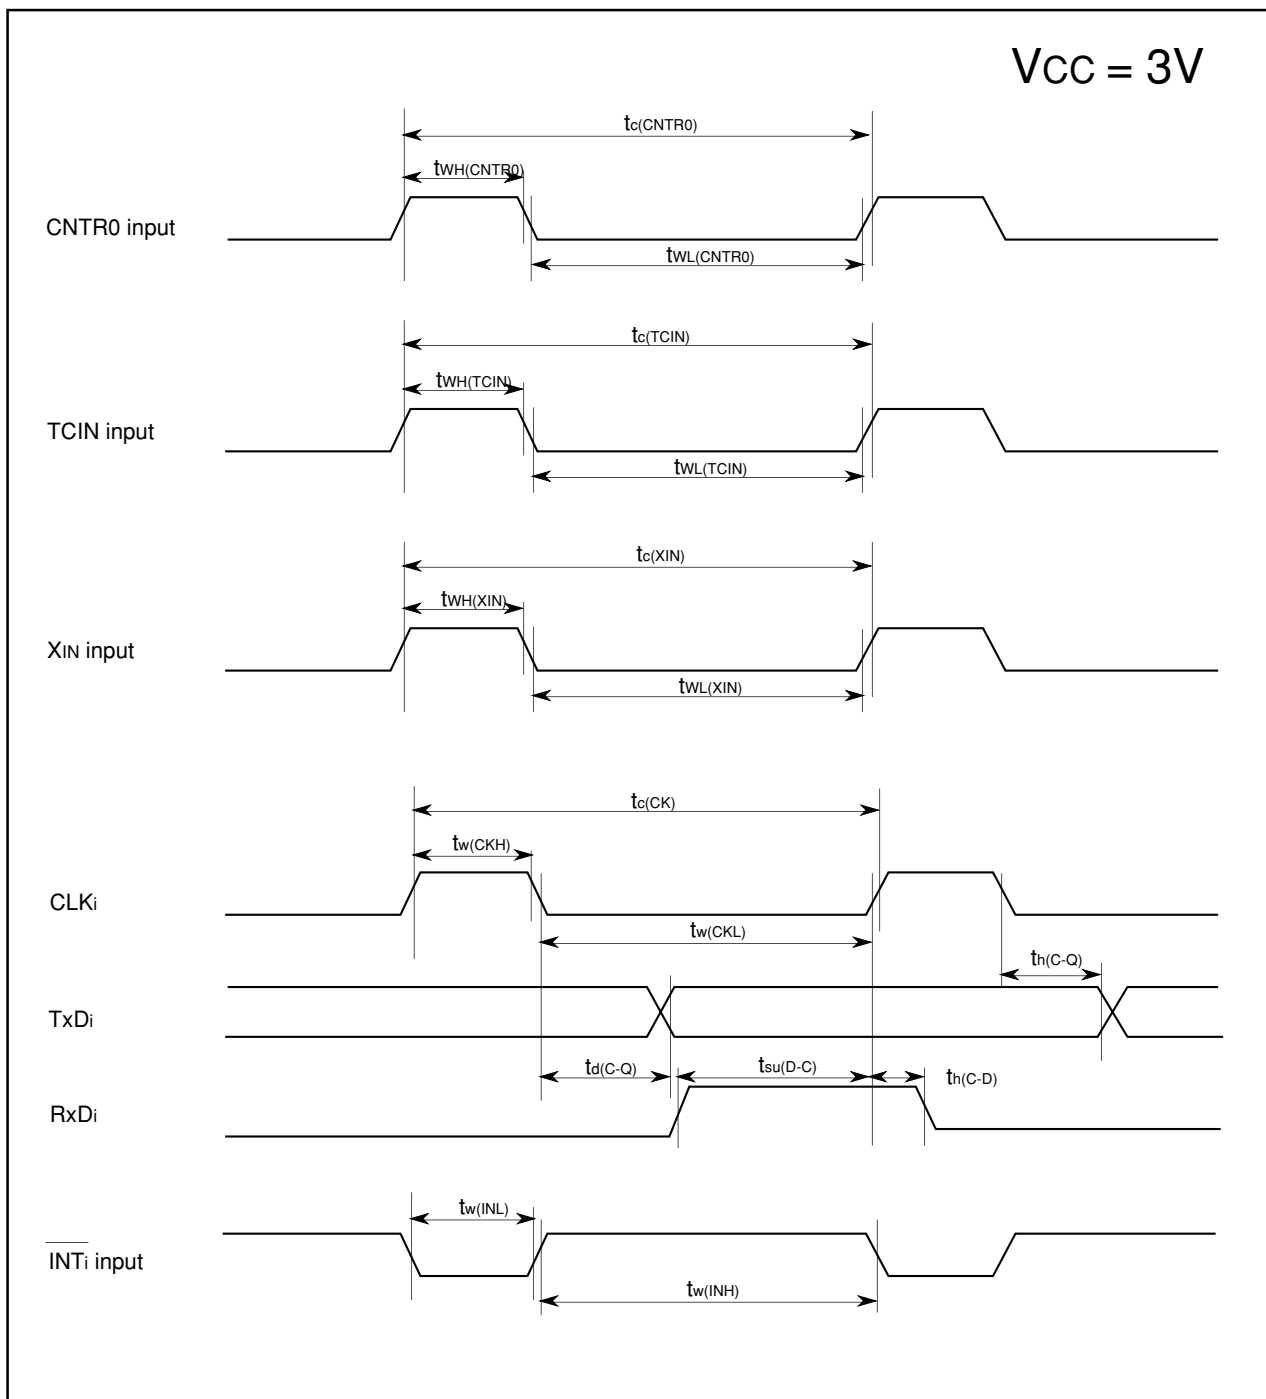 VCC = 3V
tc(CNTR0)
tWH(CNTR0)
CNTR0 input
tWL(CNTR0)
tc(TCIN)
tWH(TCIN)
TCIN input
tWL(TCIN)
tc(XIN)
tWH(XIN)
XIN input
tWL(XIN)
tc(CK)
tw(CKH)
CLKi
tw(CKL)
th(C-Q)
TxDi
td(C-Q)
tsu(D-C)
th(C-D)
RxDi
tw(INL)
INTi input
tw(INH)